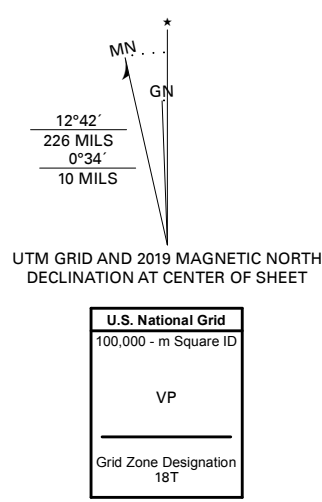 ★
MN
GN
12°42´
226 MILS
0°34´
10 MILS
UTM GRID AND 2019 MAGNETIC NORTH
DECLINATION AT CENTER OF SHEET
U.S. National Grid
100,000 - m Square ID
VP
Grid Zone Designation
18T